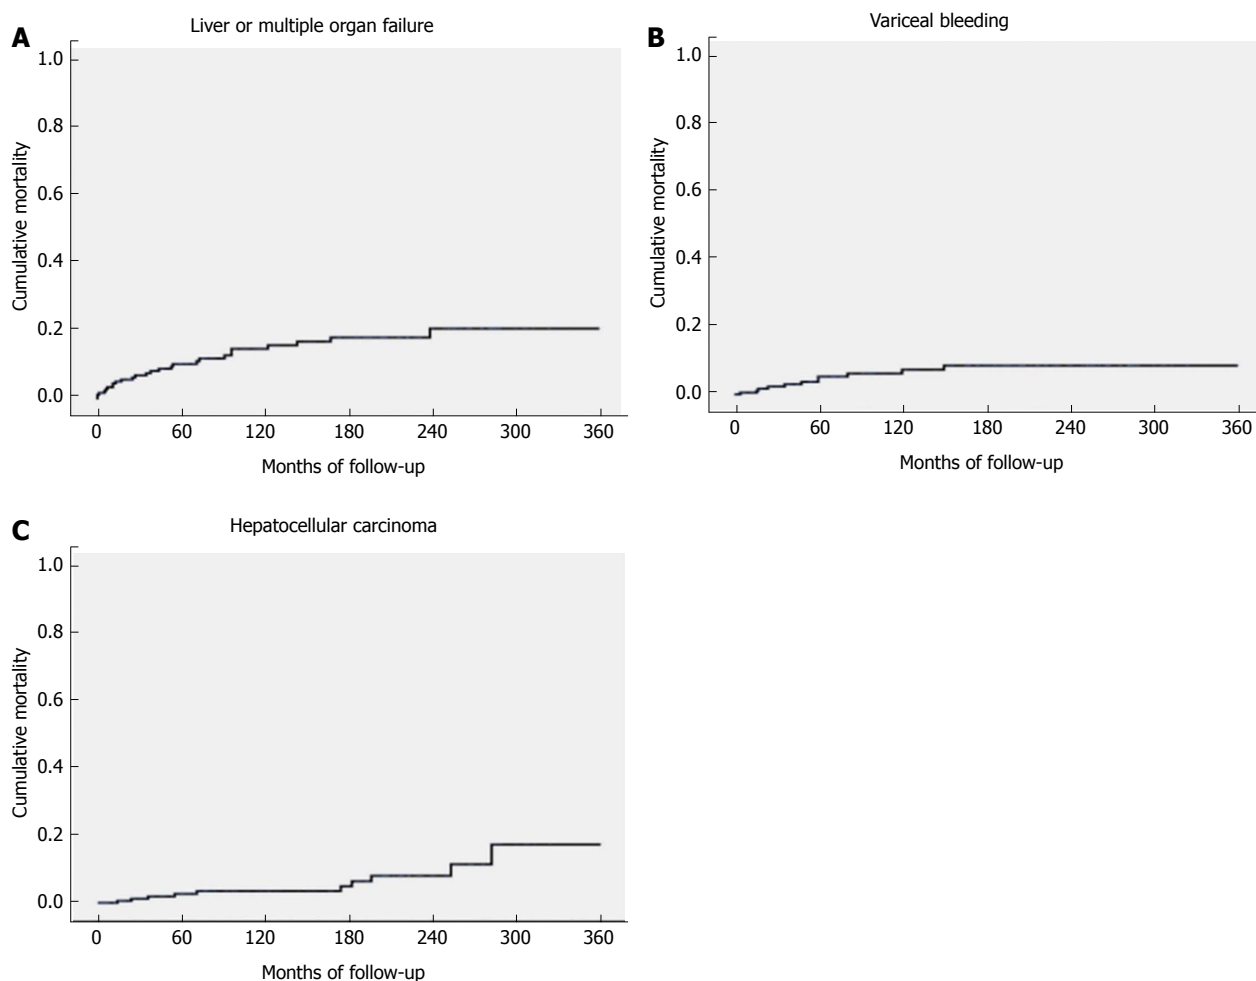 A
Liver or multiple organ failure
Cumulative mortality
1.0
0.8
0.6
0.4
0.2
0.0
0 60 120 180 240 300 360
Months of follow-up
B
Variceal bleeding
Cumulative mortality
1.0
0.8
0.6
0.4
0.2
0.0
0 60 120 180 240 300 360
Months of follow-up
C
Hepatocellular carcinoma
Cumulative mortality
1.0
0.8
0.6
0.4
0.2
0.0
0 60 120 180 240 300 360
Months of follow-up